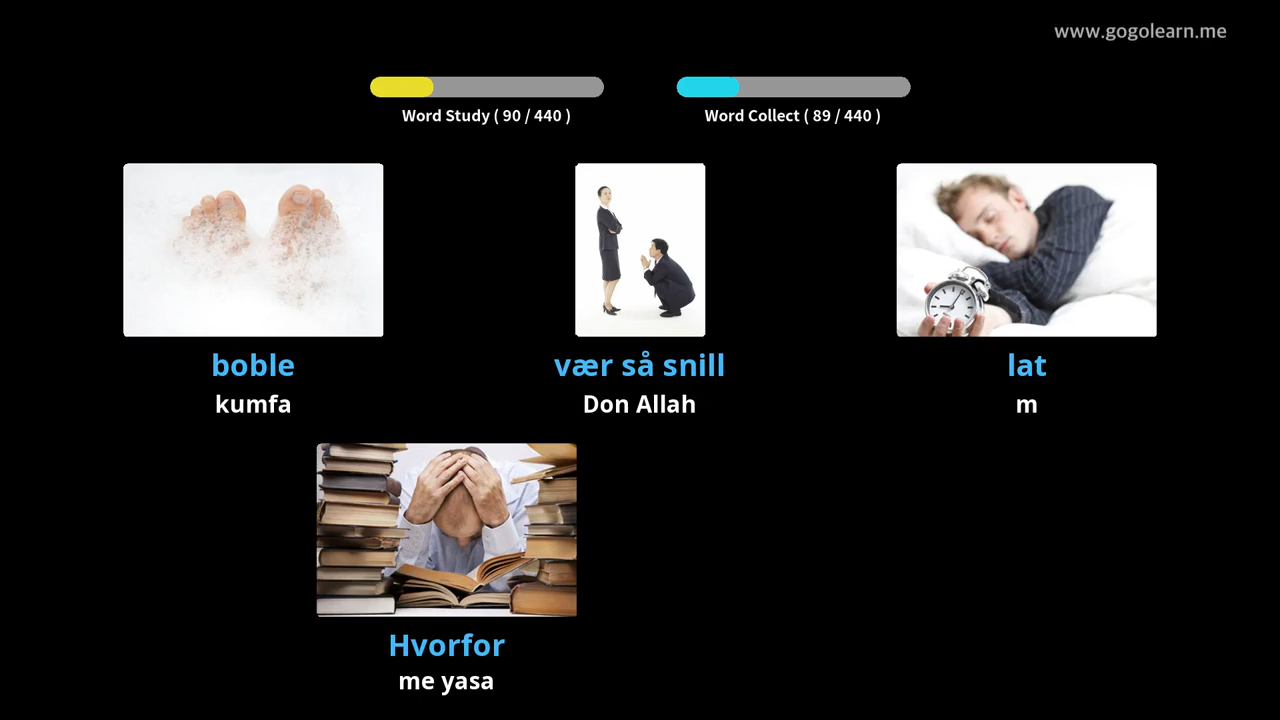 www.gogolearn.me
Word Study ( 90 / 440 )
Word Collect ( 89 / 440 )
boble
kumfa
vær så snill
Don Allah
lat
m
Hvorfor
me yasa